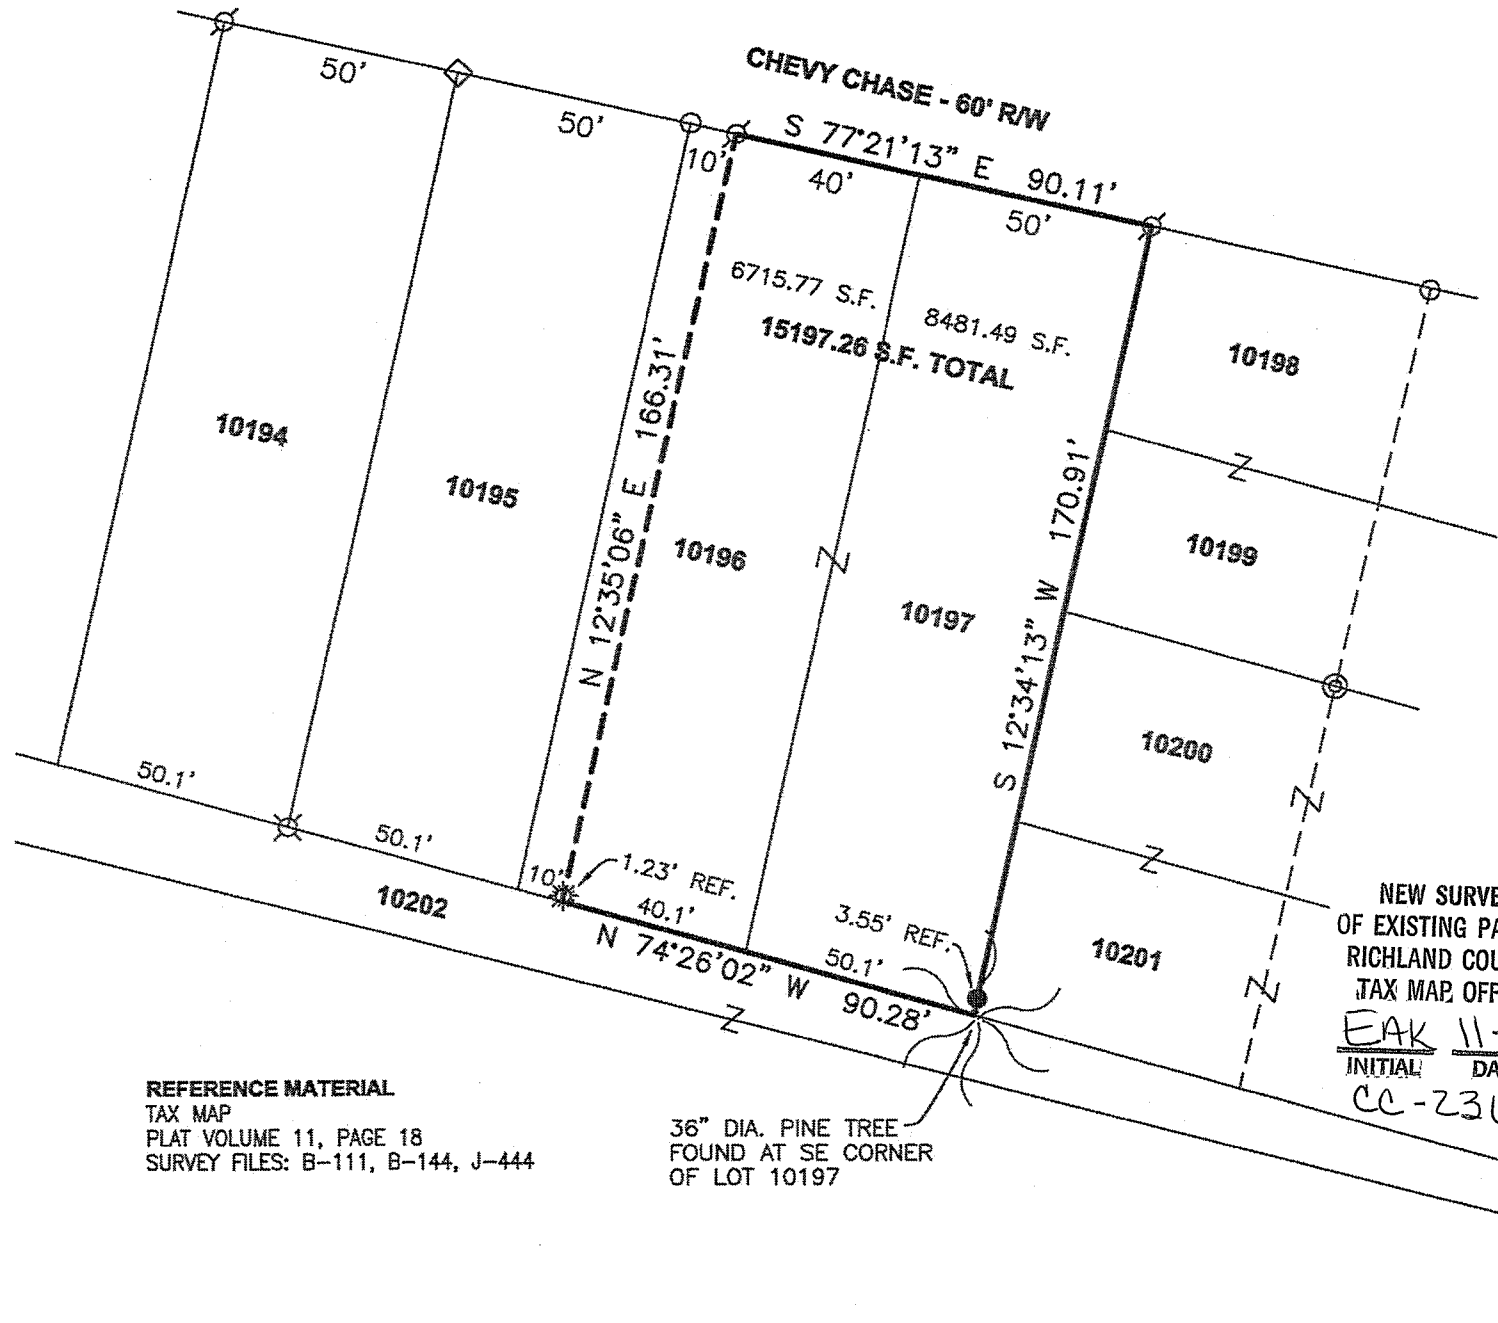 CHEVY CHASE - 60' R/W
S 77°21'13" E 90.11'
50'
50'
10'
40'
50'
6715.77 S.F.
8481.49 S.F.
15197.26 S.F. TOTAL
N 12°35'06" E 166.31'
S 12°34'13" W 170.91'
10194
10195
10196
10197
10198
10199
10200
10201
10202
Z
Z
Z
Z
Z
Z
50.1'
50.1'
10'
1.23' REF.
40.1'
3.55' REF.
50.1'
N 74°26'02" W 90.28'
NEW SURVE
OF EXISTING PA
RICHLAND COU
TAX MAP OFF
EAK 11-
INITIAL DA
CC-23
REFERENCE MATERIAL
TAX MAP
PLAT VOLUME 11, PAGE 18
SURVEY FILES: B-111, B-144, J-444
36" DIA. PINE TREE
FOUND AT SE CORNER
OF LOT 10197